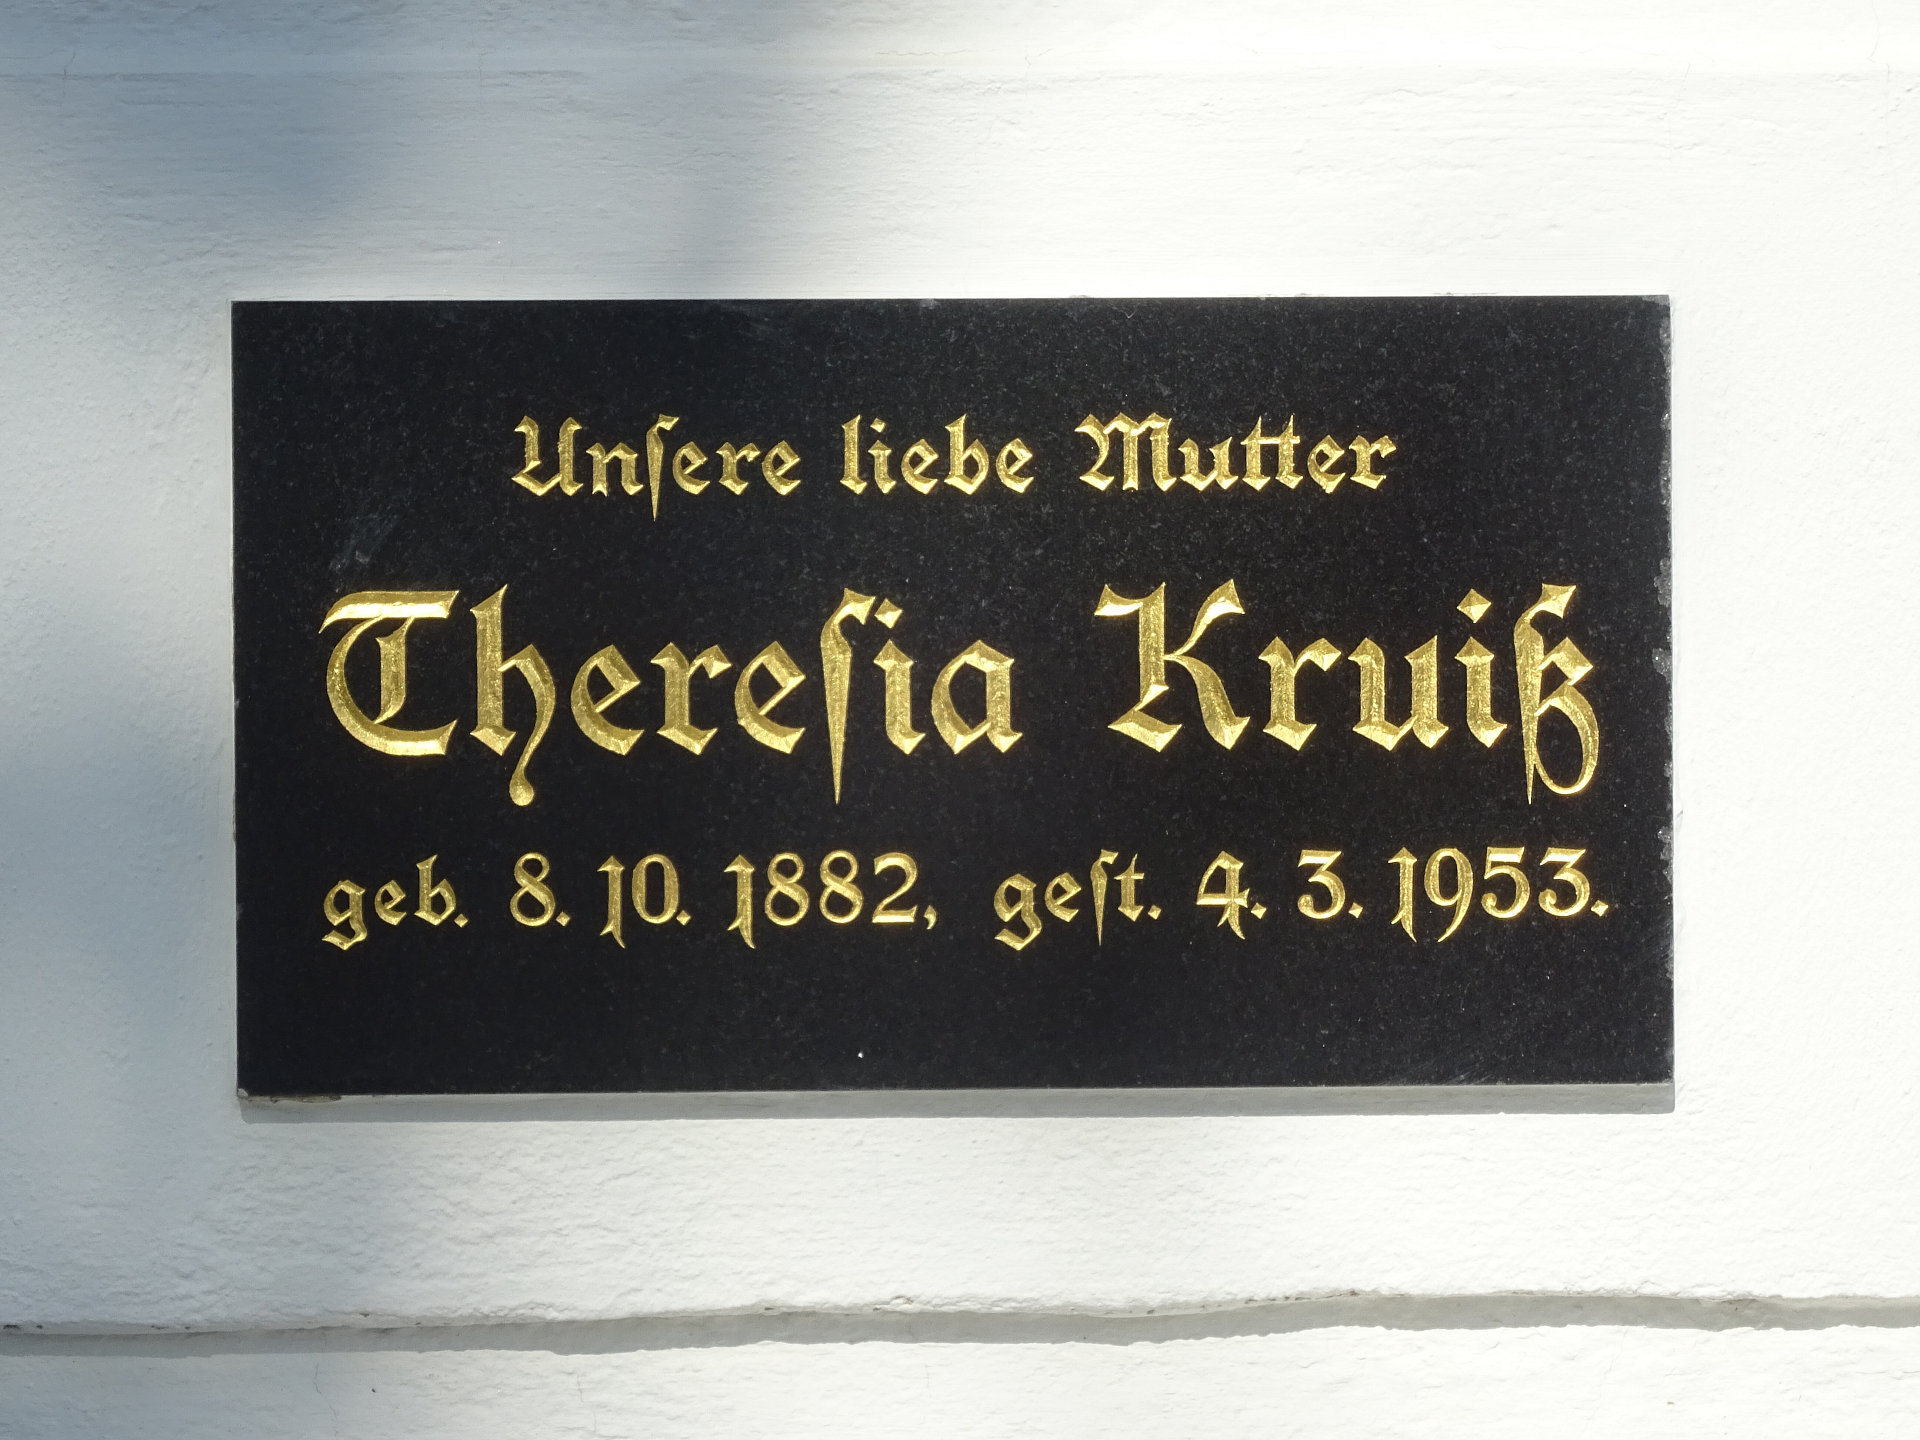 Unſere liebe Mutter
Thereſia Kruiß
geb. 8. 10. 1882, geſt. 4. 3. 1953.